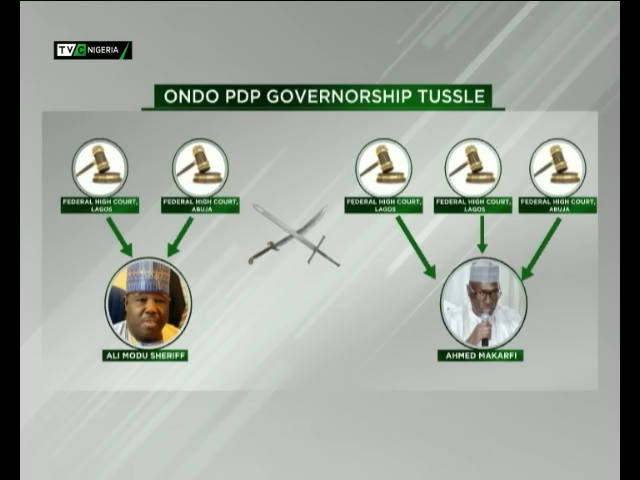 TVC NIGERIA
ONDO PDP GOVERNORSHIP TUSSLE
FEDERAL HIGH COURT,
LAGOS
FEDERAL HIGH COURT,
ABUJA
FEDERAL HIGH COURT,
LAGOS
FEDERAL HIGH COURT,
LAGOS
FEDERAL HIGH COURT,
ABUJA
ALI MODU SHERIFF
AHMED MAKARFI